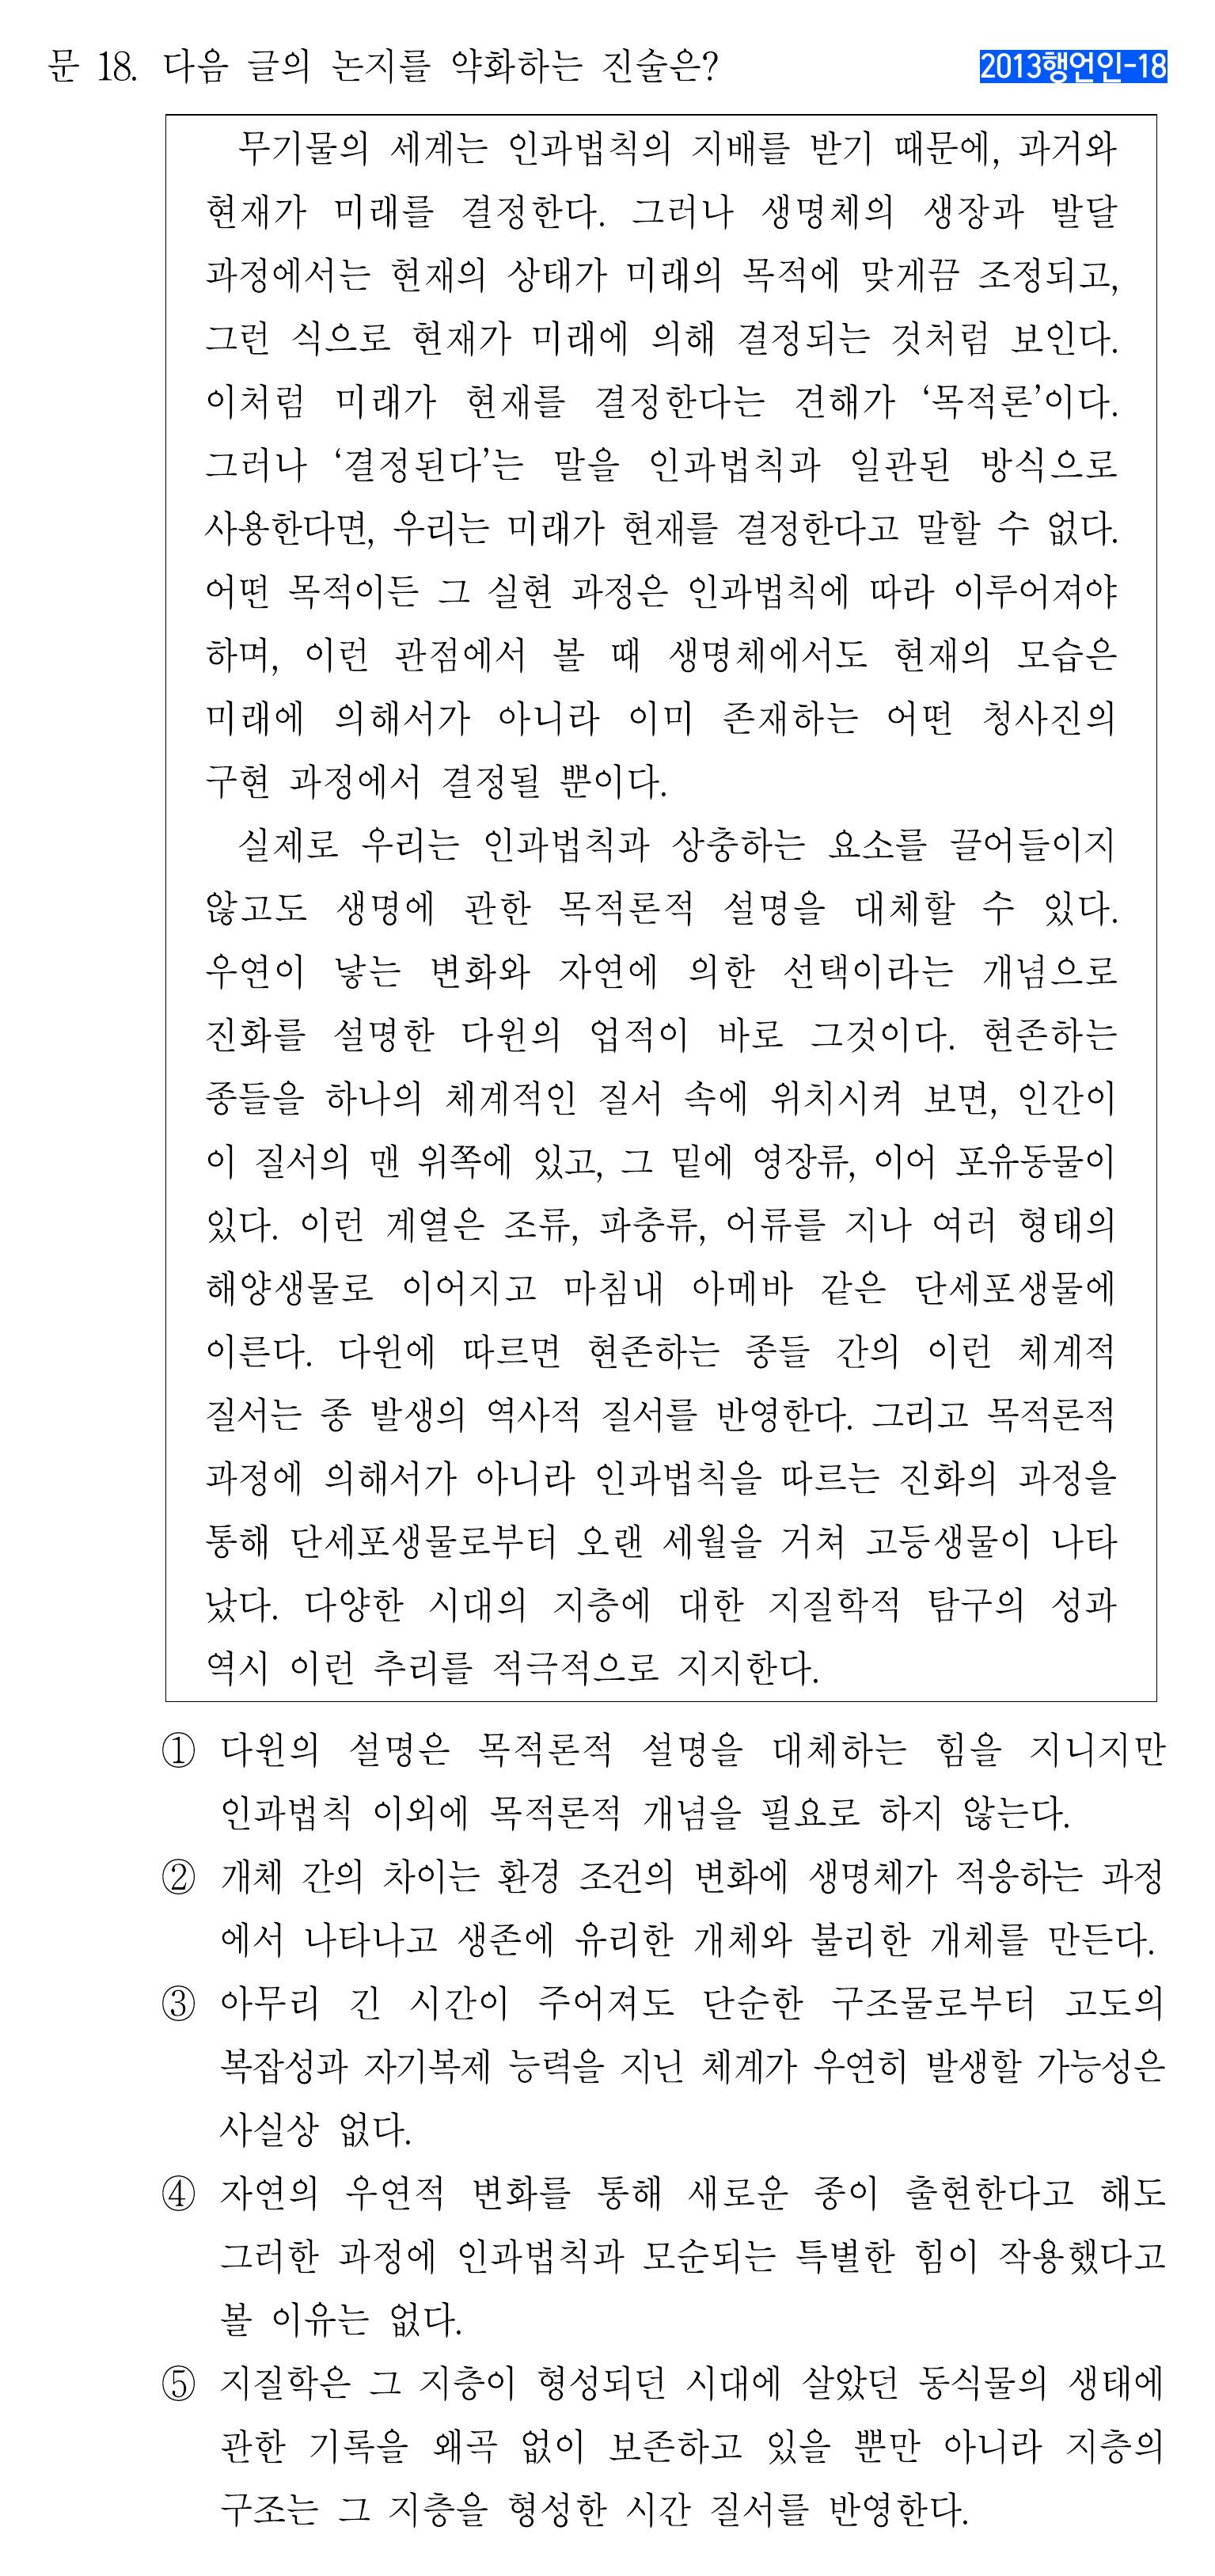 문 18. 다음 글의 논지를 약화하는 진술은?
2013행언인-18
무기물의 세계는 인과법칙의 지배를 받기 때문에, 과거와
현재가 미래를 결정한다. 그러나 생명체의 생장과 발달
과정에서는 현재의 상태가 미래의 목적에 맞게끔 조정되고,
그런 식으로 현재가 미래에 의해 결정되는 것처럼 보인다.
이처럼 미래가 현재를 결정한다는 견해가 ‘목적론’이다.
그러나 ‘결정된다’는 말을 인과법칙과 일관된 방식으로
사용한다면, 우리는 미래가 현재를 결정한다고 말할 수 없다.
어떤 목적이든 그 실현 과정은 인과법칙에 따라 이루어져야
하며, 이런 관점에서 볼 때 생명체에서도 현재의 모습은
미래에 의해서가 아니라 이미 존재하는 어떤 청사진의
구현 과정에서 결정될 뿐이다.
실제로 우리는 인과법칙과 상충하는 요소를 끌어들이지
않고도 생명에 관한 목적론적 설명을 대체할 수 있다.
우연이 낳는 변화와 자연에 의한 선택이라는 개념으로
진화를 설명한 다윈의 업적이 바로 그것이다. 현존하는
종들을 하나의 체계적인 질서 속에 위치시켜 보면, 인간이
이 질서의 맨 위쪽에 있고, 그 밑에 영장류, 이어 포유동물이
있다. 이런 계열은 조류, 파충류, 어류를 지나 여러 형태의
해양생물로 이어지고 마침내 아메바 같은 단세포생물에
이른다. 다윈에 따르면 현존하는 종들 간의 이런 체계적
질서는 종 발생의 역사적 질서를 반영한다. 그리고 목적론적
과정에 의해서가 아니라 인과법칙을 따르는 진화의 과정을
통해 단세포생물로부터 오랜 세월을 거쳐 고등생물이 나타
났다. 다양한 시대의 지층에 대한 지질학적 탐구의 성과
역시 이런 추리를 적극적으로 지지한다.
① 다윈의 설명은 목적론적 설명을 대체하는 힘을 지니지만
인과법칙 이외에 목적론적 개념을 필요로 하지 않는다.
② 개체 간의 차이는 환경 조건의 변화에 생명체가 적응하는 과정
에서 나타나고 생존에 유리한 개체와 불리한 개체를 만든다.
③ 아무리 긴 시간이 주어져도 단순한 구조물로부터 고도의
복잡성과 자기복제 능력을 지닌 체계가 우연히 발생할 가능성은
사실상 없다.
④ 자연의 우연적 변화를 통해 새로운 종이 출현한다고 해도
그러한 과정에 인과법칙과 모순되는 특별한 힘이 작용했다고
볼 이유는 없다.
⑤ 지질학은 그 지층이 형성되던 시대에 살았던 동식물의 생태에
관한 기록을 왜곡 없이 보존하고 있을 뿐만 아니라 지층의
구조는 그 지층을 형성한 시간 질서를 반영한다.